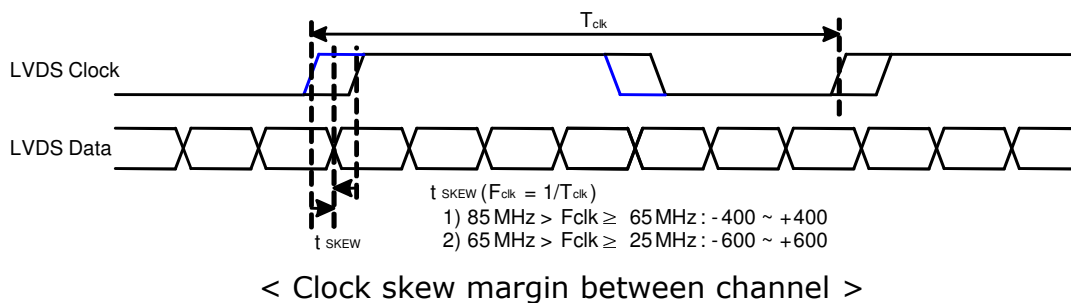 Tclk
LVDS Clock
LVDS Data
t SKEW (Fclk = 1/Tclk)
1) 85 MHz > Fclk ≥ 65 MHz : -400 ~ +400
2) 65 MHz > Fclk ≥ 25 MHz : -600 ~ +600
t SKEW
< Clock skew margin between channel >